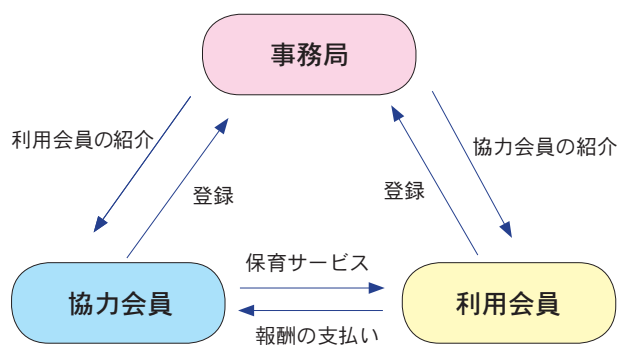 事務局
利用会員の紹介
協力会員の紹介
登録
登録
保育サービス
協力会員
利用会員
報酬の支払い